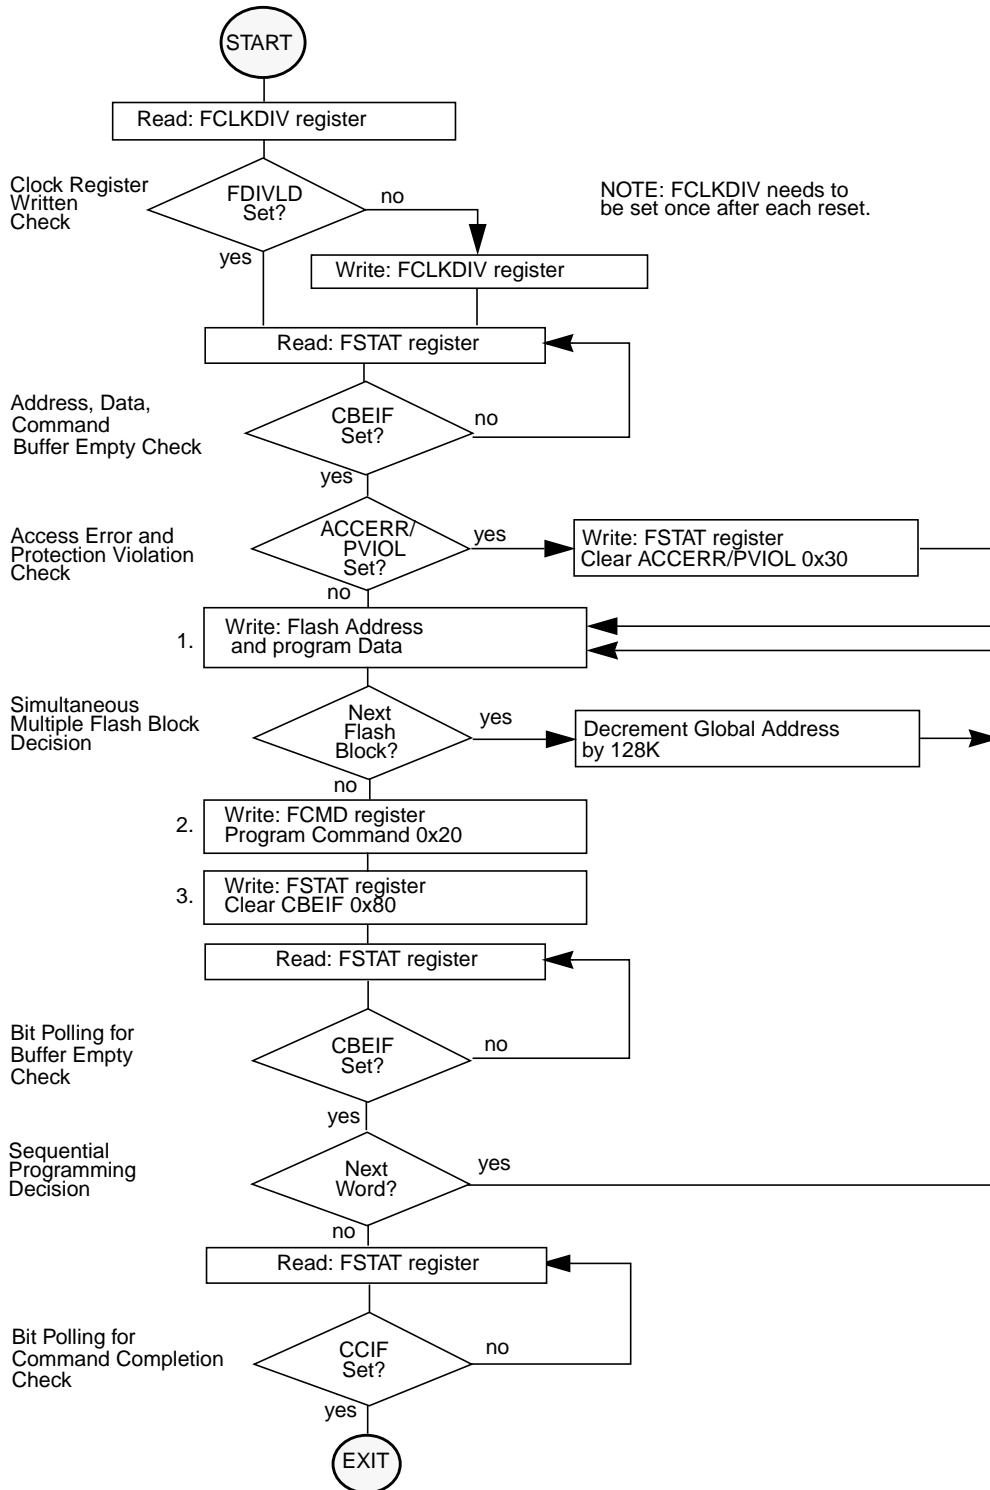 START
Read: FCLKDIV register
Clock Register
Written
Check
FDIVLD
Set?
no
yes
NOTE: FCLKDIV needs to
be set once after each reset.
Write: FCLKDIV register
Read: FSTAT register
Address, Data,
Command
Buffer Empty Check
CBEIF
Set?
no
yes
Access Error and
Protection Violation
Check
ACCERR/
PVIOL
Set?
yes
no
Write: FSTAT register
Clear ACCERR/PVIOL 0x30
1.
Write: Flash Address
and program Data
Simultaneous
Multiple Flash Block
Decision
Next
Flash
Block?
yes
no
Decrement Global Address
by 128K
2.
Write: FCMD register
Program Command 0x20
3.
Write: FSTAT register
Clear CBEIF 0x80
Read: FSTAT register
Bit Polling for
Buffer Empty
Check
CBEIF
Set?
no
yes
Sequential
Programming
Decision
Next
Word?
yes
no
Read: FSTAT register
Bit Polling for
Command Completion
Check
CCIF
Set?
no
yes
EXIT